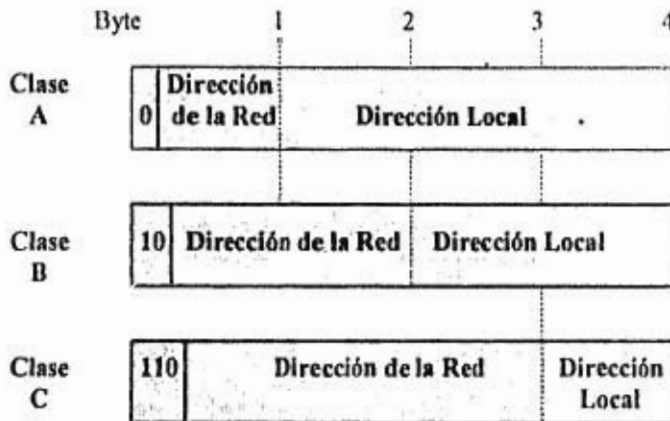 Byte 1 2 3 4
Clase A
0 Dirección de la Red
Dirección Local
Clase B
10 Dirección de la Red Dirección Local
Clase C
110 Dirección de la Red
Dirección Local